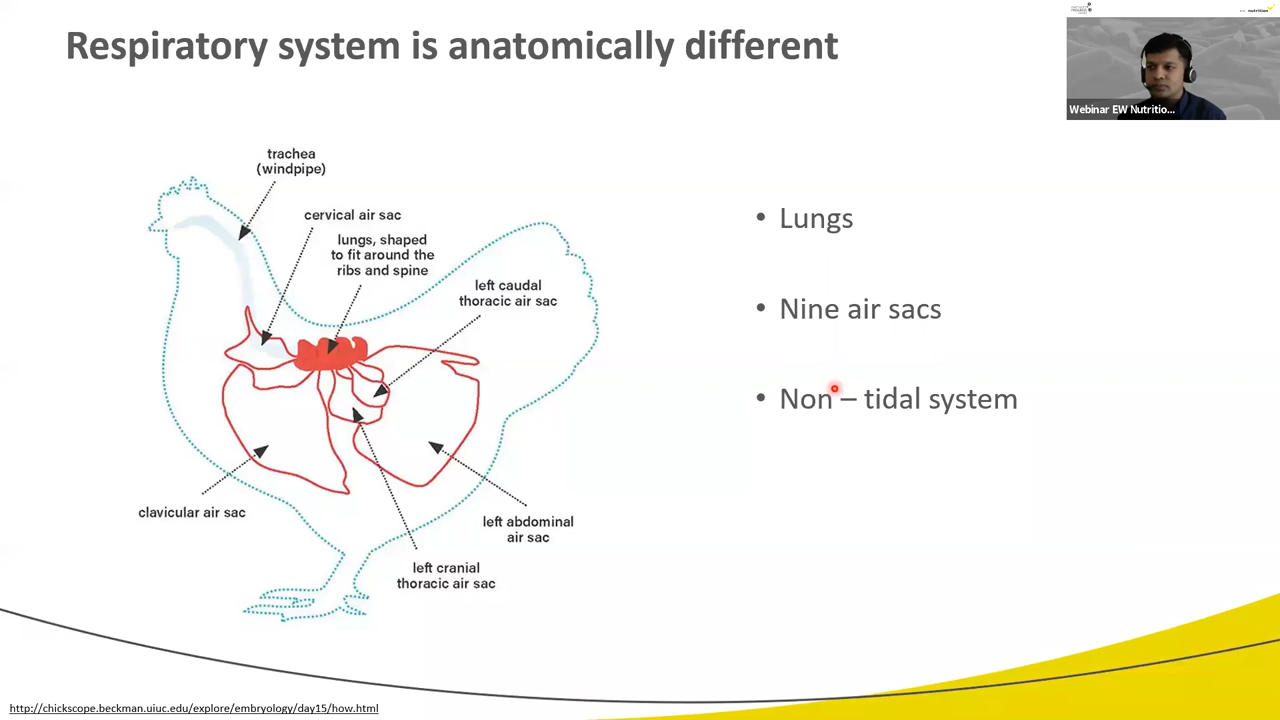 Respiratory system is anatomically different
nutrition
Webinar EW Nutritio...
trachea
(windpipe)
cervical air sac
lungs, shaped
to fit around the
ribs and spine
left caudal
thoracic air sac
clavicular air sac
left abdominal
air sac
left cranial
thoracic air sac
• Lungs
• Nine air sacs
• Non – tidal system
http://chickscope.beckman.uiuc.edu/explore/embryology/day15/how.html